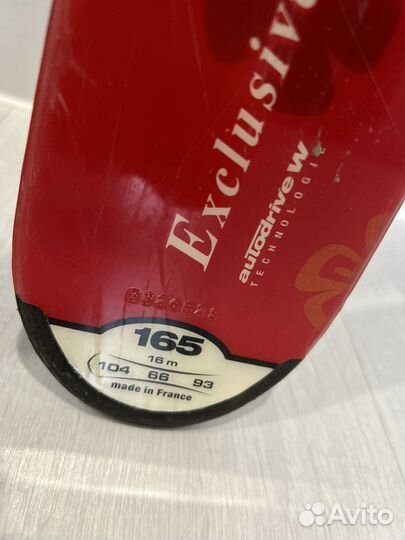 Exclusive
autodrive W
TECHNOLOGIE
165
16 m
104 66 93
made in France
Avito